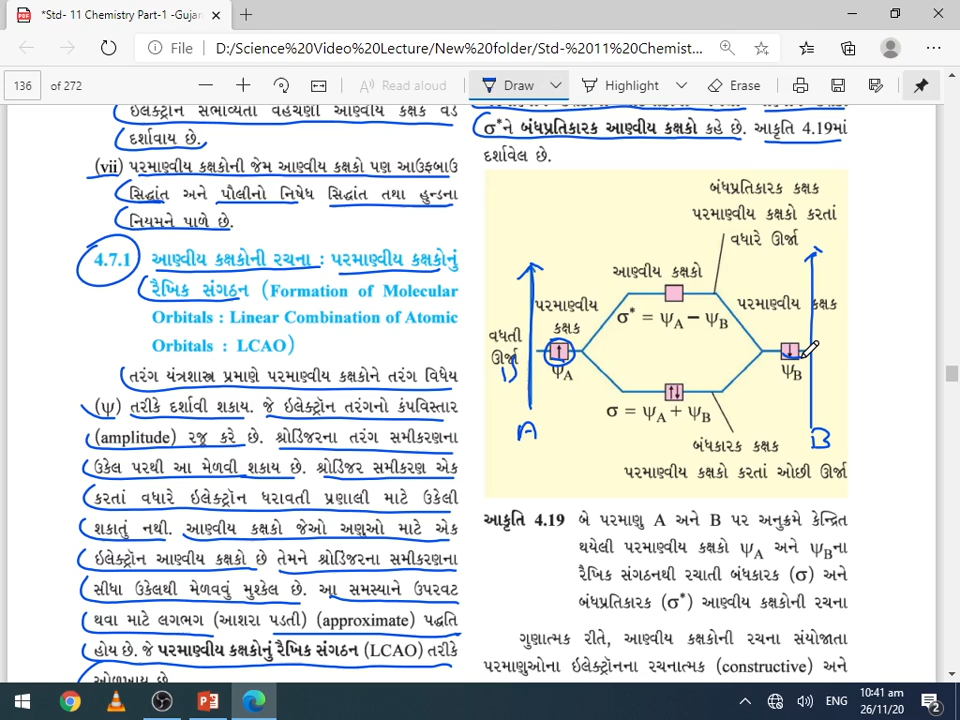 *Std- 11 Chemistry Part-1 -Gujar
File
D:/Science%20Video%20Lecture/New%20folder/Std-%2011%20Chemist...
136 of 272
Read aloud
Draw
Highlight
Erase
ઇલેક્ટ્રૉન સંભાવ્યતા વહેંચણી આણ્વીય કક્ષક વડે
દર્શાવાય છે.
(vii) પરમાણ્વીય કક્ષકોની જેમ આણ્વીય કક્ષકો પણ આઉફબાઉ
સિદ્ધાંત અને પૌલીનો નિષેધ સિદ્ધાંત તથા હુન્ડના
નિયમને પાળે છે.
4.7.1 આણ્વીય કક્ષકોની રચના : પરમાણ્વીય કક્ષકોનું
રૈખિક સંગઠન (Formation of Molecular
Orbitals : Linear Combination of Atomic
Orbitals : LCAO)
તરંગ યંત્રશાસ્ત્ર પ્રમાણે પરમાણ્વીય કક્ષકોને તરંગ વિધેય
(ψ) તરીકે દર્શાવી શકાય. જે ઇલેક્ટ્રૉન તરંગનો કંપવિસ્તાર
(amplitude) રજૂ કરે છે. શ્રોડિંજરના તરંગ સમીકરણના
ઉકેલ પરથી આ મેળવી શકાય છે. શ્રોડિંજર સમીકરણ એક
કરતાં વધારે ઇલેક્ટ્રૉન ધરાવતી પ્રણાલી માટે ઉકેલી
શકાતું નથી. આણ્વીય કક્ષકો જેઓ અણુઓ માટે એક
ઇલેક્ટ્રૉન આણ્વીય કક્ષકો છે તેમને શ્રોડિંજરના સમીકરણના
સીધા ઉકેલથી મેળવવું મુશ્કેલ છે. આ સમસ્યાને ઉપરવટ
થવા માટે લગભગ (આશરા પડતી) (approximate) પદ્ધતિ
હોય છે. જે પરમાણ્વીય કક્ષકોનું રૈખિક સંગઠન (LCAO) તરીકે
ઓળખાય છે.
σ*ને બંધપ્રતિકારક આણ્વીય કક્ષકો કહે છે. આકૃતિ 4.19માં
દર્શાવેલ છે.
બંધપ્રતિકારક કક્ષક
પરમાણ્વીય કક્ષકો કરતાં
વધારે ઊર્જા
આણ્વીય કક્ષકો
પરમાણ્વીય કક્ષક
σ* = ψA – ψB
પરમાણ્વીય કક્ષક
વધતી ઊર્જા
ψA
ψB
σ = ψA + ψB
A
B
બંધકારક કક્ષક
પરમાણ્વીય કક્ષકો કરતાં ઓછી ઊર્જા
આકૃતિ 4.19 બે પરમાણુ A અને B પર અનુક્રમે કેન્દ્રિત
થયેલી પરમાણ્વીય કક્ષકો ψA અને ψBના
રૈખિક સંગઠનથી રચાતી બંધકારક (σ) અને
બંધપ્રતિકારક (σ*) આણ્વીય કક્ષકોની રચના
ગુણાત્મક રીતે, આણ્વીય કક્ષકોની રચના સંયોજાતા
પરમાણુઓના ઇલેક્ટ્રૉનના રચનાત્મક (constructive) અને
ENG
10:41 am
26/11/20
2